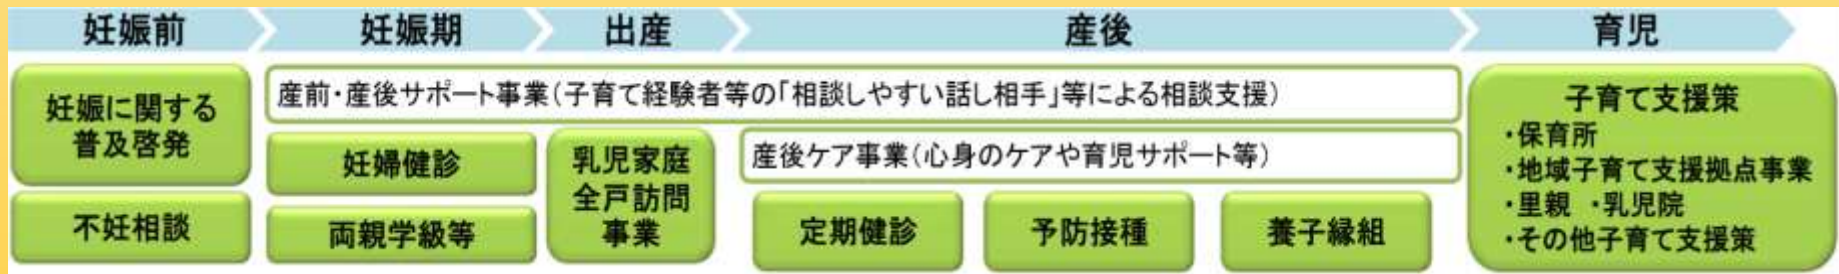 妊娠前
妊娠期
出産
産後
育児
妊娠に関する
普及啓発
不妊相談
産前・産後サポート事業(子育て経験者等の「相談しやすい話し相手」等による相談支援)
妊婦健診
両親学級等
乳児家庭
全戸訪問
事業
産後ケア事業(心身のケアや育児サポート等)
定期健診
予防接種
養子縁組
子育て支援策
・保育所
・地域子育て支援拠点事業
・里親 ・乳児院
・その他子育て支援策